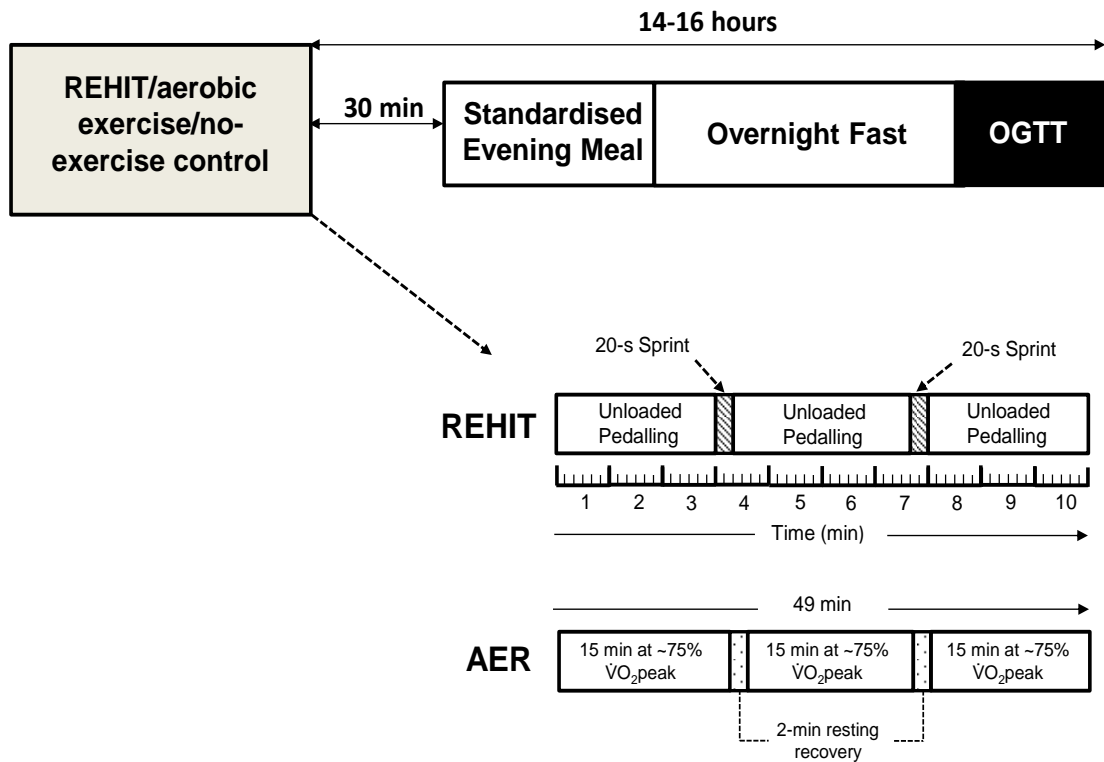 14-16 hours
REHIT/aerobic
exercise/no-
exercise control
30 min
Standardised
Evening Meal
Overnight Fast
OGTT
20-s Sprint
20-s Sprint
REHIT
Unloaded
Pedalling
Unloaded
Pedalling
Unloaded
Pedalling
1 2 3 4 5 6 7 8 9 10
Time (min)
49 min
AER
15 min at ~75%
V̇O₂peak
15 min at ~75%
V̇O₂peak
15 min at ~75%
V̇O₂peak
2-min resting
recovery